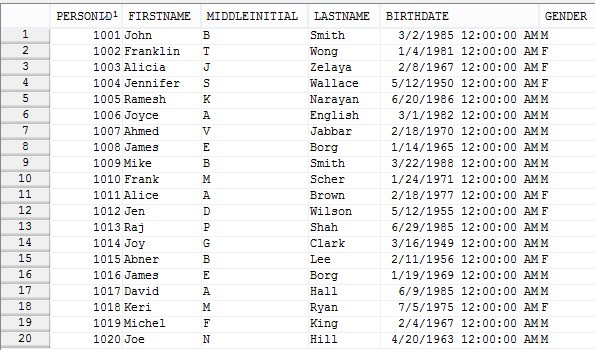 PERSONID 1 FIRSTNAME MIDDLEINITIAL LASTNAME BIRTHDATE GENDER
1 1001 John B Smith 3/2/1985 12:00:00 AM M
2 1002 Franklin T Wong 1/4/1981 12:00:00 AM F
3 1003 Alicia J Zelaya 2/8/1967 12:00:00 AM F
4 1004 Jennifer S Wallace 5/12/1950 12:00:00 AM F
5 1005 Ramesh K Narayan 6/20/1986 12:00:00 AM M
6 1006 Joyce A English 3/1/1982 12:00:00 AM M
7 1007 Ahmed V Jabbar 2/18/1970 12:00:00 AM M
8 1008 James E Borg 1/14/1965 12:00:00 AM M
9 1009 Mike B Smith 3/22/1988 12:00:00 AM M
10 1010 Frank M Scher 1/24/1971 12:00:00 AM M
11 1011 Alice A Brown 2/18/1977 12:00:00 AM F
12 1012 Jen D Wilson 5/12/1955 12:00:00 AM F
13 1013 Raj P Shah 6/29/1985 12:00:00 AM M
14 1014 Joy G Clark 3/16/1949 12:00:00 AM M
15 1015 Abner B Lee 2/11/1956 12:00:00 AM F
16 1016 James E Borg 1/19/1969 12:00:00 AM M
17 1017 David A Hall 6/9/1985 12:00:00 AM M
18 1018 Keri M Ryan 7/5/1975 12:00:00 AM F
19 1019 Michel F King 2/4/1967 12:00:00 AM M
20 1020 Joe N Hill 4/20/1963 12:00:00 AM M